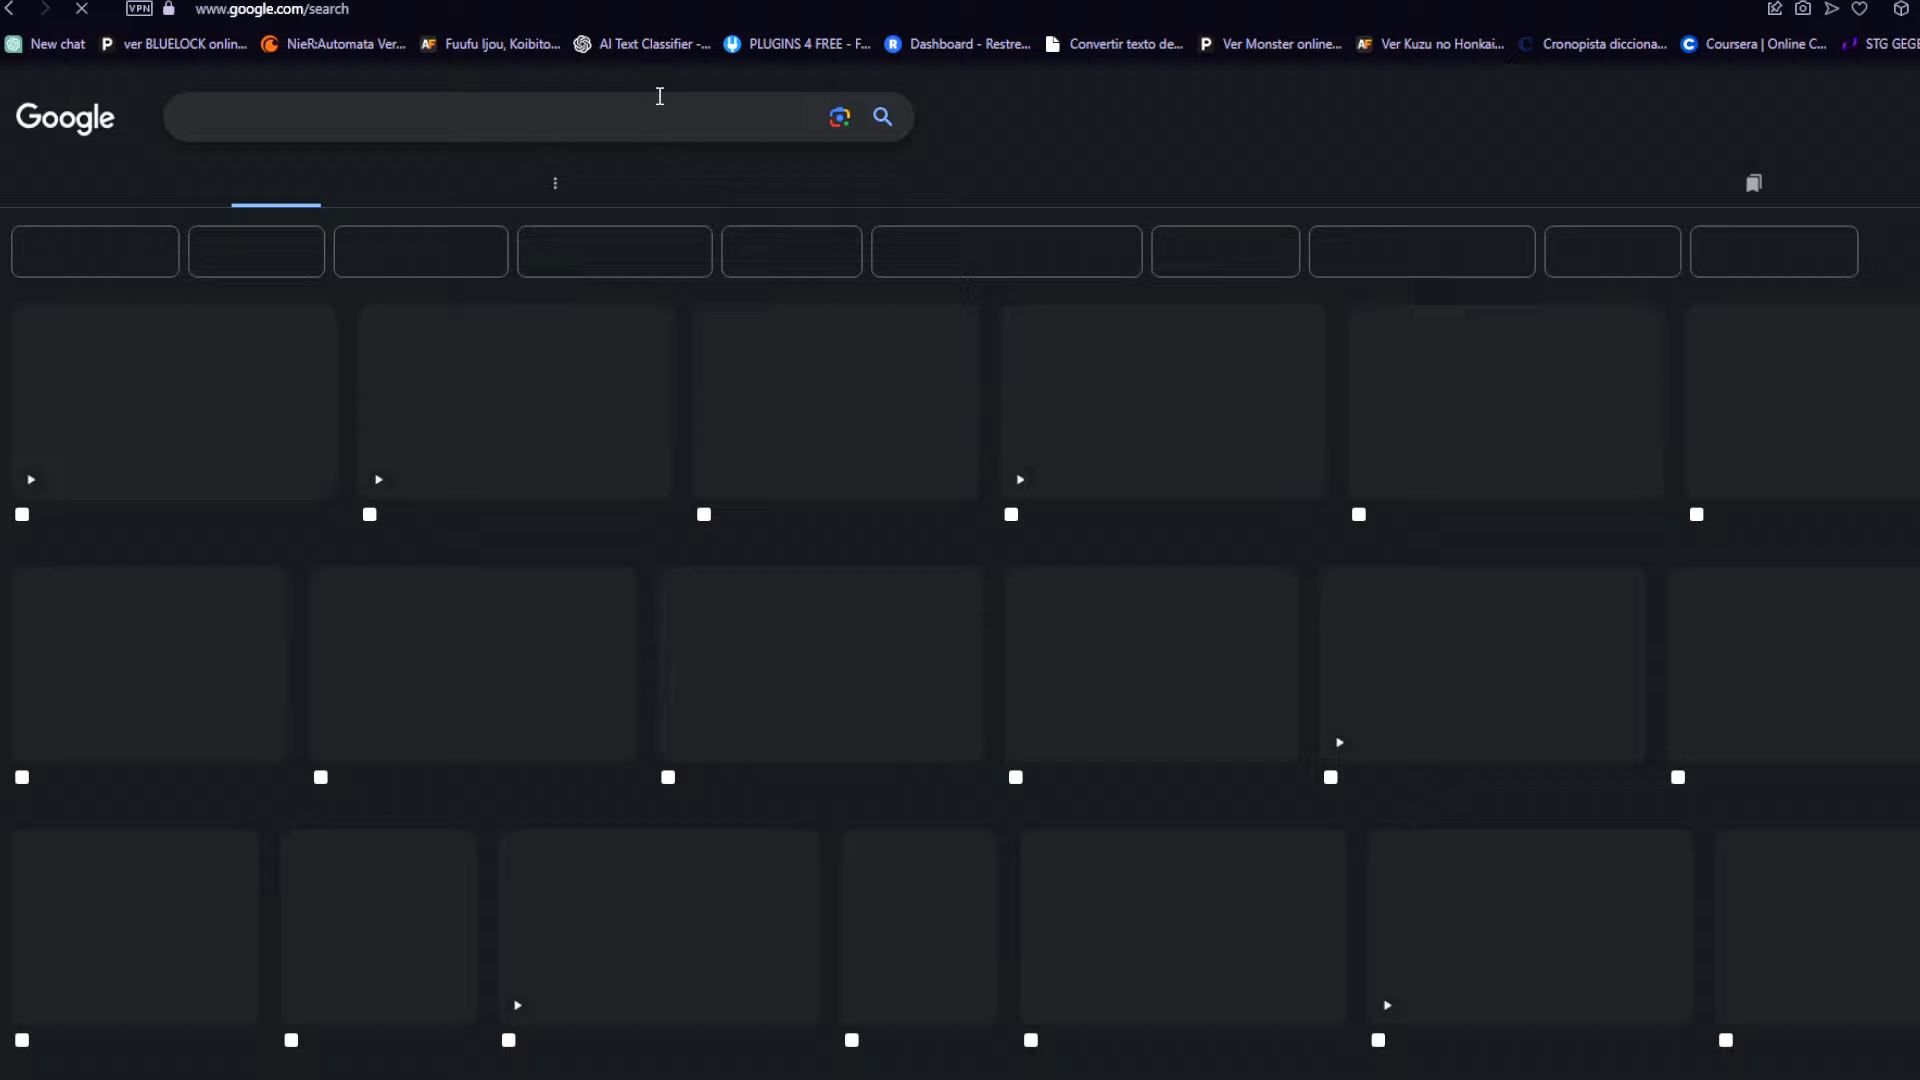 VPN www.google.com/search
New chat ver BLUELOCK onlin... NieR:Automata Ver... Fuufu Ijou, Koibito... AI Text Classifier -... PLUGINS 4 FREE - F... Dashboard - Restre... Convertir texto de... Ver Monster online... Ver Kuzu no Honkai... Cronopista dicciona... Coursera | Online C... STG GEGE
Google